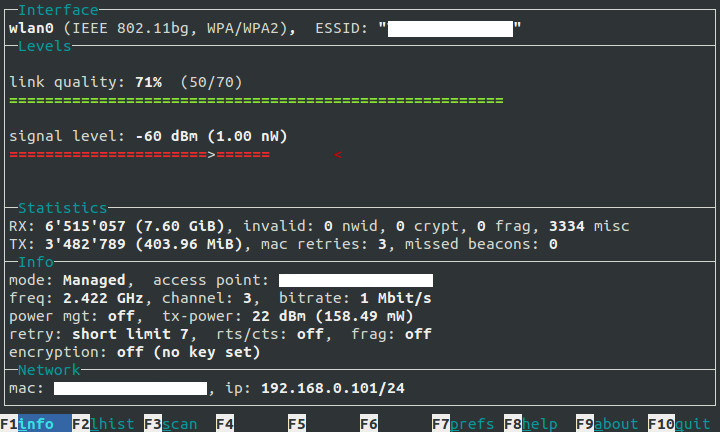 Interface
wlan0 (IEEE 802.11bg, WPA/WPA2), ESSID: " "
Levels
link quality: 71% (50/70)
=======================================================
signal level: -60 dBm (1.00 nW)
======================>====== <
Statistics
RX: 6'515'057 (7.60 GiB), invalid: 0 nwid, 0 crypt, 0 frag, 3334 misc
TX: 3'482'789 (403.96 MiB), mac retries: 3, missed beacons: 0
Info
mode: Managed, access point:
freq: 2.422 GHz, channel: 3, bitrate: 1 Mbit/s
power mgt: off, tx-power: 22 dBm (158.49 mW)
retry: short limit 7, rts/cts: off, frag: off
encryption: off (no key set)
Network
mac: , ip: 192.168.0.101/24
F1info F2lhist F3scan F4 F5 F6 F7prefs F8help F9about F10quit